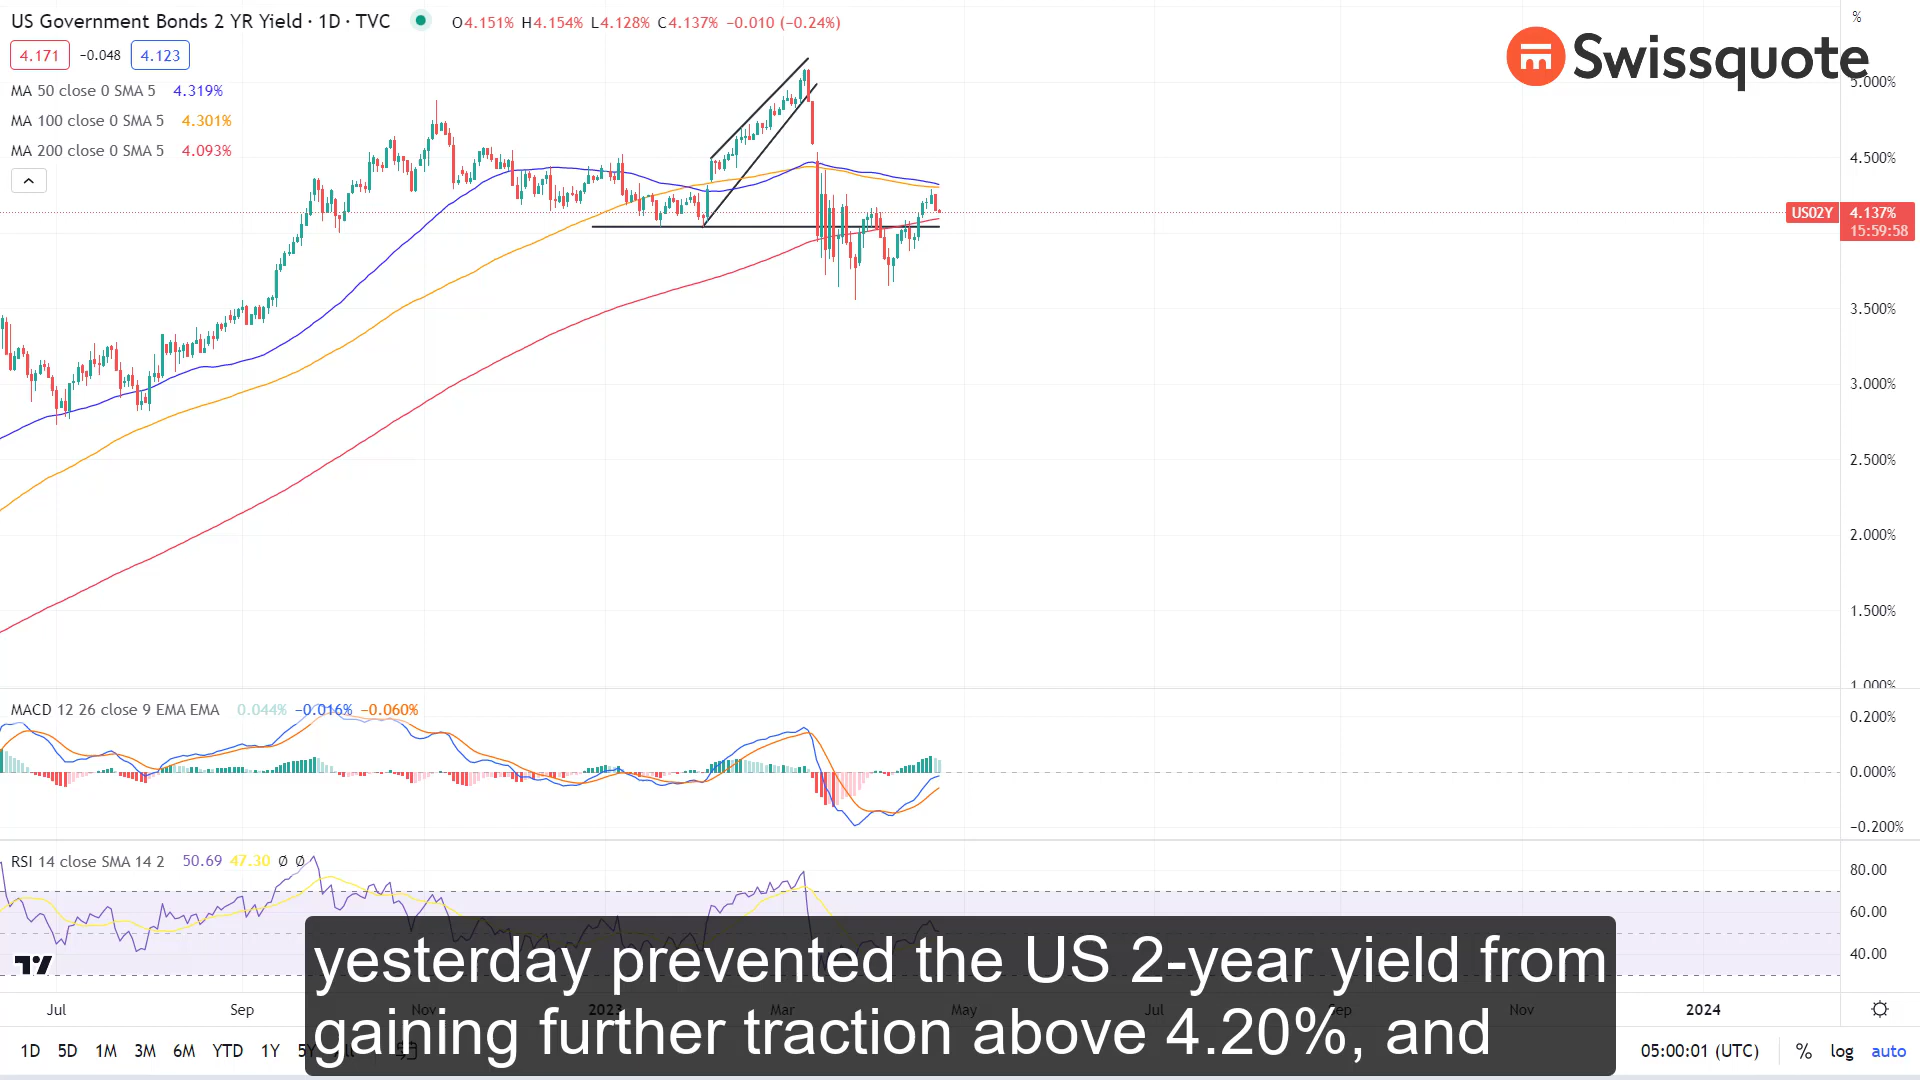 US Government Bonds 2 YR Yield · 1D · TVC O4.151% H4.154% L4.128% C4.137% −0.010 (−0.24%)
%
Swissquote
4.171 −0.048 4.123
MA 50 close 0 SMA 5 4.319%
MA 100 close 0 SMA 5 4.301%
MA 200 close 0 SMA 5 4.093%
5.000%
4.500%
US02Y 4.137%
15:59:58
3.500%
3.000%
2.500%
2.000%
1.500%
1.000%
MACD 12 26 close 9 EMA EMA 0.044% −0.016% −0.060%
0.200%
0.000%
−0.200%
RSI 14 close SMA 14 2 50.69 47.30 Ø Ø
80.00
60.00
40.00
yesterday prevented the US 2-year yield from
gaining further traction above 4.20%, and
Jul Sep Nov 2023 Mar May Jul Sep Nov 2024
1D 5D 1M 3M 6M YTD 1Y 5Y
05:00:01 (UTC) % log auto